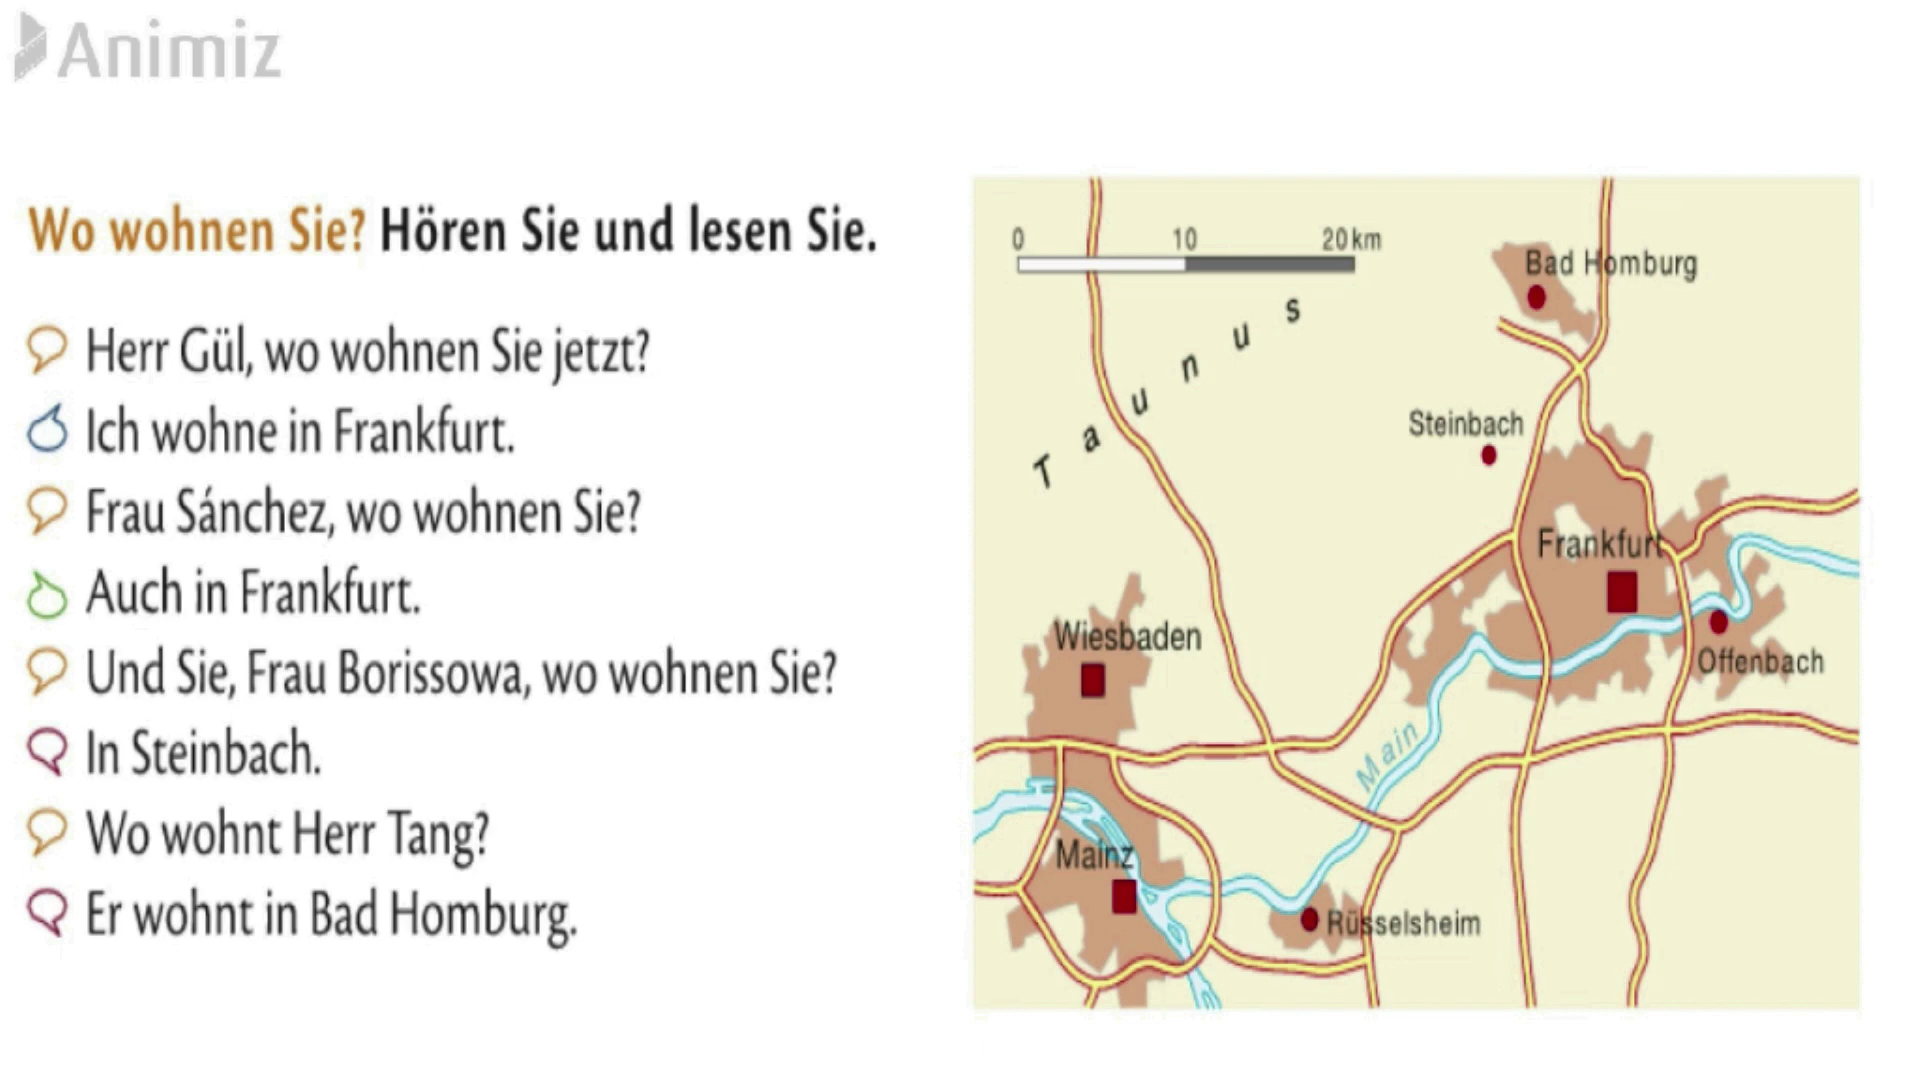 Animiz
Wo wohnen Sie? Hören Sie und lesen Sie.
Herr Gül, wo wohnen Sie jetzt?
Ich wohne in Frankfurt.
Frau Sánchez, wo wohnen Sie?
Auch in Frankfurt.
Und Sie, Frau Borissowa, wo wohnen Sie?
In Steinbach.
Wo wohnt Herr Tang?
Er wohnt in Bad Homburg.
0 10 20 km
Bad Homburg
Taunus
Steinbach
Frankfurt
Wiesbaden
Offenbach
Main
Mainz
Rüsselsheim